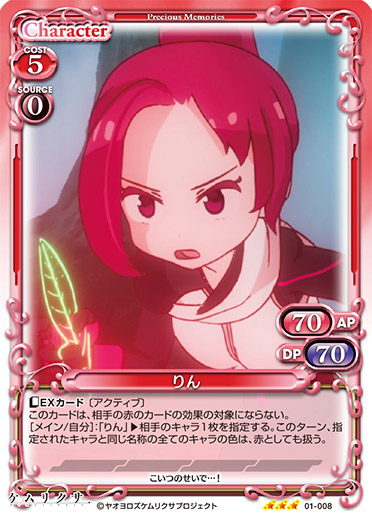 Precious Memories
Character
COST
5
SOURCE
0
70 AP
DP 70
りん
EXカード［アクティブ］
このカードは、相手の赤のカードの効果の対象にならない。
［メイン/自分］：「りん」▶相手のキャラ1枚を指定する。このターン、指
定されたキャラと同じ名称の全てのキャラの色は、赤としても扱う。
こいつのせいで…！
ケムリクサ
©ヤオヨロズケムリクサプロジェクト
★★★ 01-008